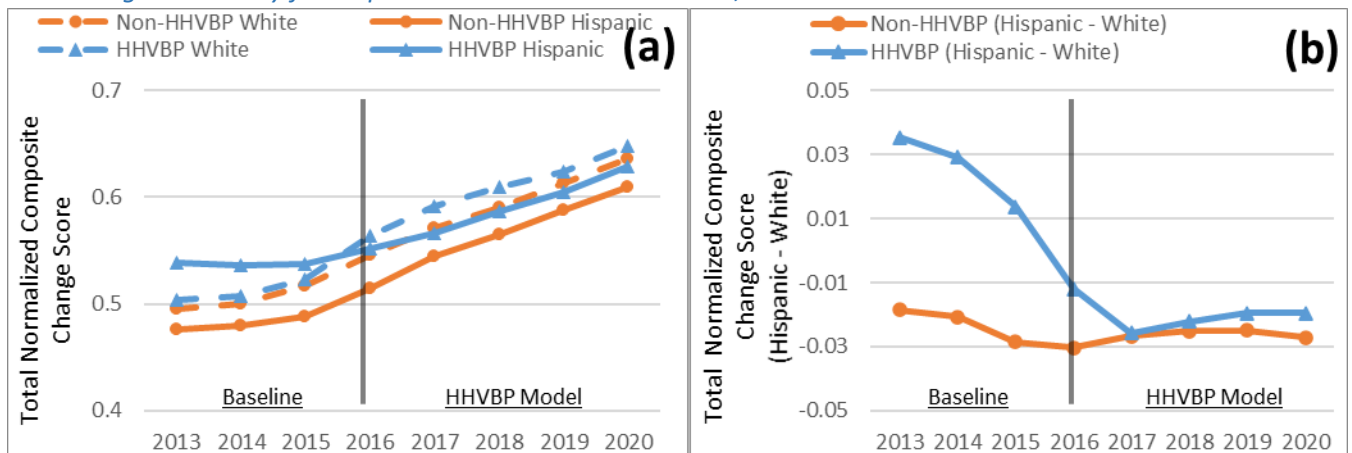 Non-HHVBP White
Non-HHVBP Hispanic
HHVBP White
HHVBP Hispanic
(a)
0.7
0.6
0.5
0.4
Total Normalized Composite
Change Score
Baseline
HHVBP Model
2013 2014 2015 2016 2017 2018 2019 2020
Non-HHVBP (Hispanic - White)
HHVBP (Hispanic - White)
(b)
0.05
0.03
0.01
-0.01
-0.03
-0.05
Total Normalized Composite
Change Socre
(Hispanic - White)
Baseline
HHVBP Model
2013 2014 2015 2016 2017 2018 2019 2020